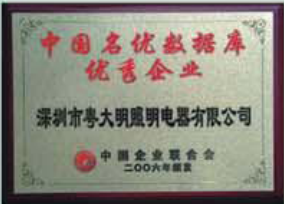 中国名优数据库
优秀企业
深圳市粤大明照明电器有限公司
中国企业联合会
二〇〇六年颁发